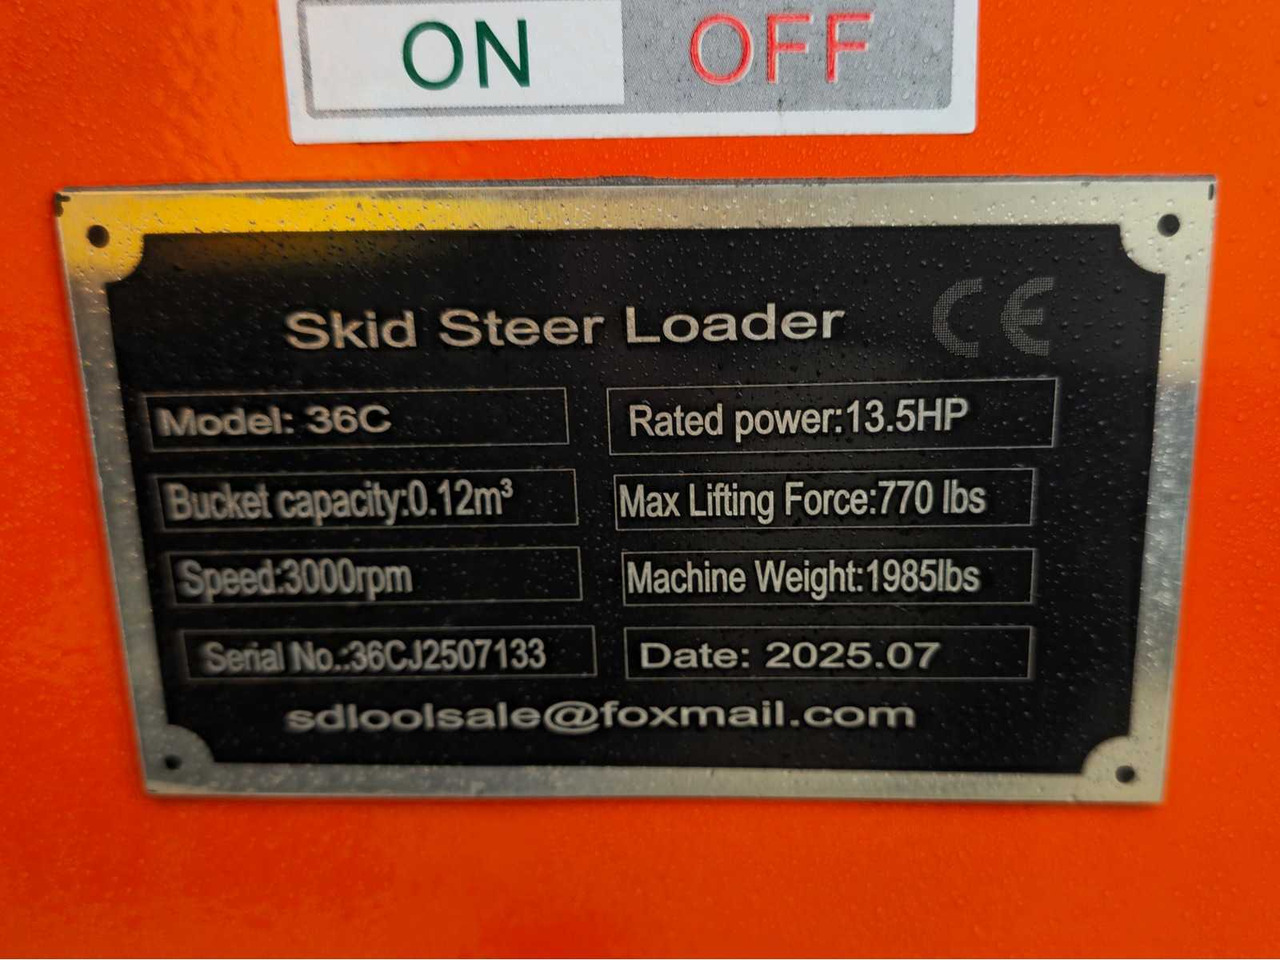 ON OFF
Skid Steer Loader CE
Model: 36C
Rated power:13.5HP
Bucket capacity:0.12m³
Max Lifting Force:770 lbs
Speed:3000rpm
Machine Weight:1985lbs
Serial No.:36CJ2507133
Date: 2025.07
sdloolsale@foxmail.com